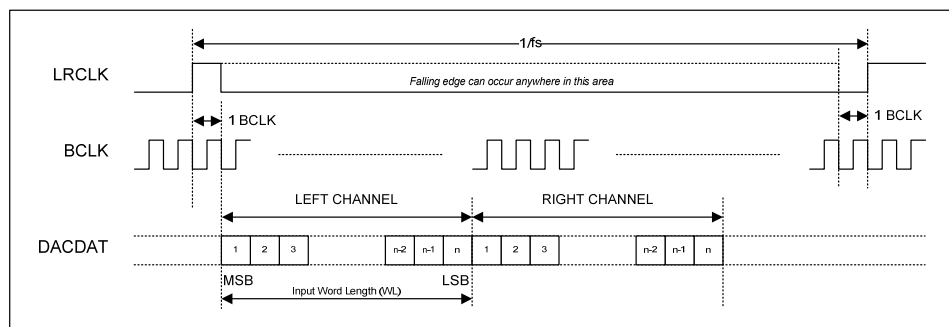 1/fs
LRCLK
Falling edge can occur anywhere in this area
1 BCLK
1 BCLK
BCLK
LEFT CHANNEL
RIGHT CHANNEL
DACDAT
1 2 3 n-2 n-1 n 1 2 3 n-2 n-1 n
MSB
LSB
Input Word Length (WL)